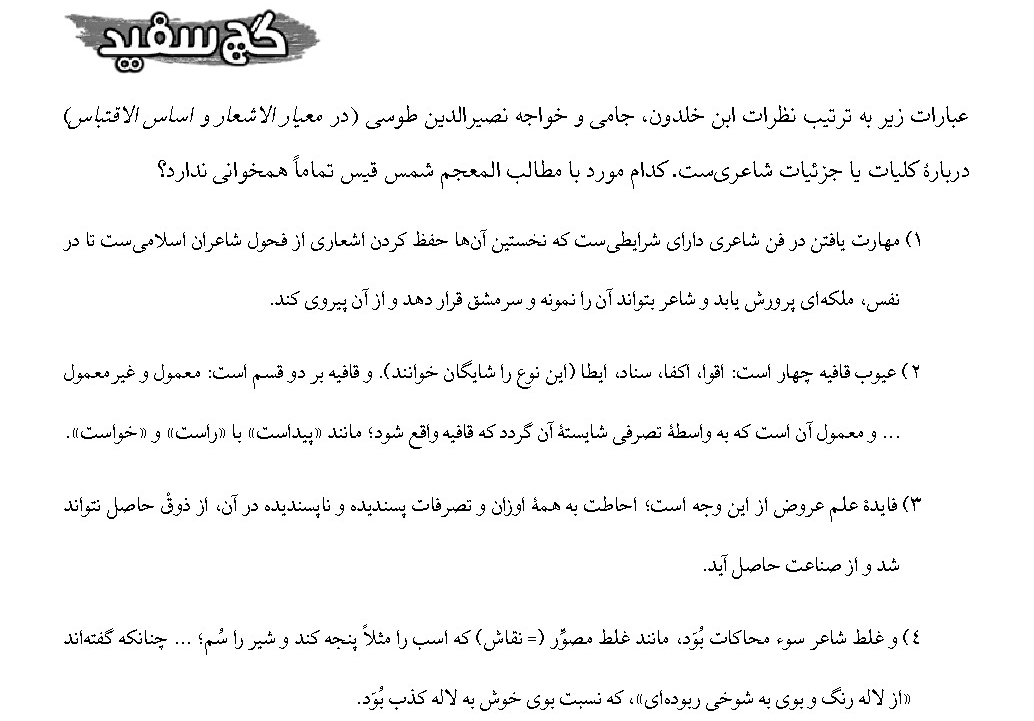 گچ سفید
عبارات زیر به ترتیب نظرات ابن خلدون، جامی و خواجه نصیرالدین طوسی (در معیار الاشعار و اساس الاقتباس)
دربارهٔ کلیات یا جزئیات شاعری‌ست. کدام مورد با مطالب المعجم شمس قیس تماماً همخوانی ندارد؟
۱) مهارت یافتن در فن شاعری دارای شرایطی‌ست که نخستین آن‌ها حفظ کردن اشعاری از فحول شاعران اسلامی‌ست تا در
نفس، ملکه‌ای پرورش یابد و شاعر بتواند آن را نمونه و سرمشق قرار دهد و از آن پیروی کند.
۲) عیوب قافیه چهار است: اقوا، اکفا، سناد، ایطا (این نوع را شایگان خوانند). و قافیه بر دو قسم است: معمول و غیرمعمول
... و معمول آن است که به واسطهٔ تصرفی شایستهٔ آن گردد که قافیه واقع شود؛ مانند «پیداست» با «راست» و «خواست».
۳) فایدهٔ علم عروض از این وجه است؛ احاطت به همهٔ اوزان و تصرفات پسندیده و ناپسندیده در آن، از ذوقْ حاصل نتواند
شد و از صناعت حاصل آید.
۴) و غلط شاعر سوء محاکات بُوَد، مانند غلط مصوِّر (= نقاش) که اسب را مثلاً پنجه کند و شیر را سُم؛ ... چنانکه گفته‌اند
«از لاله رنگ و بوی به شوخی ربوده‌ای»، که نسبت بوی خوش به لاله کذب بُوَد.